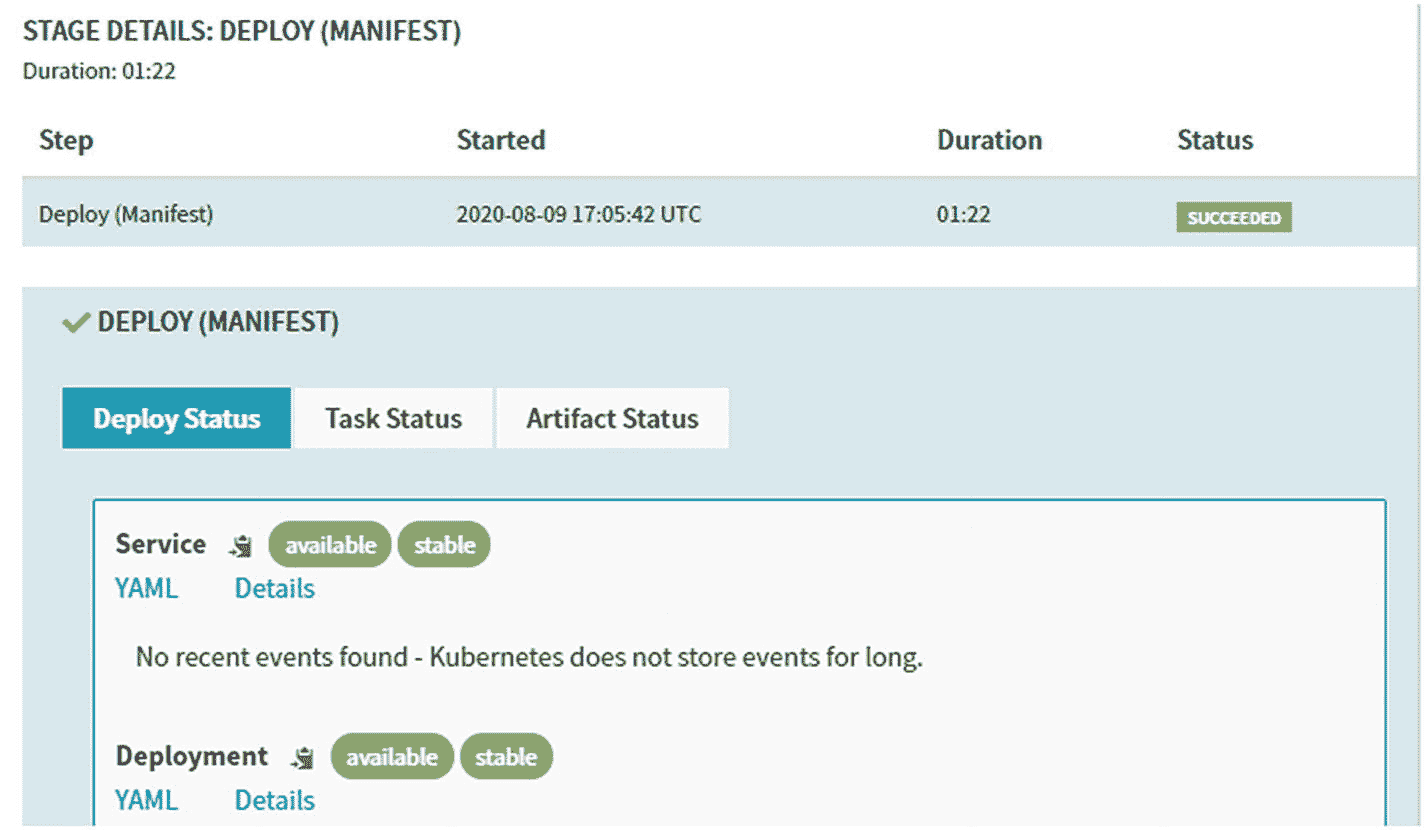 STAGE DETAILS: DEPLOY (MANIFEST)
Duration: 01:22
Step Started Duration Status
Deploy (Manifest) 2020-08-09 17:05:42 UTC 01:22 SUCCEEDED
DEPLOY (MANIFEST)
Deploy Status Task Status Artifact Status
Service available stable
YAML Details
No recent events found - Kubernetes does not store events for long.
Deployment available stable
YAML Details